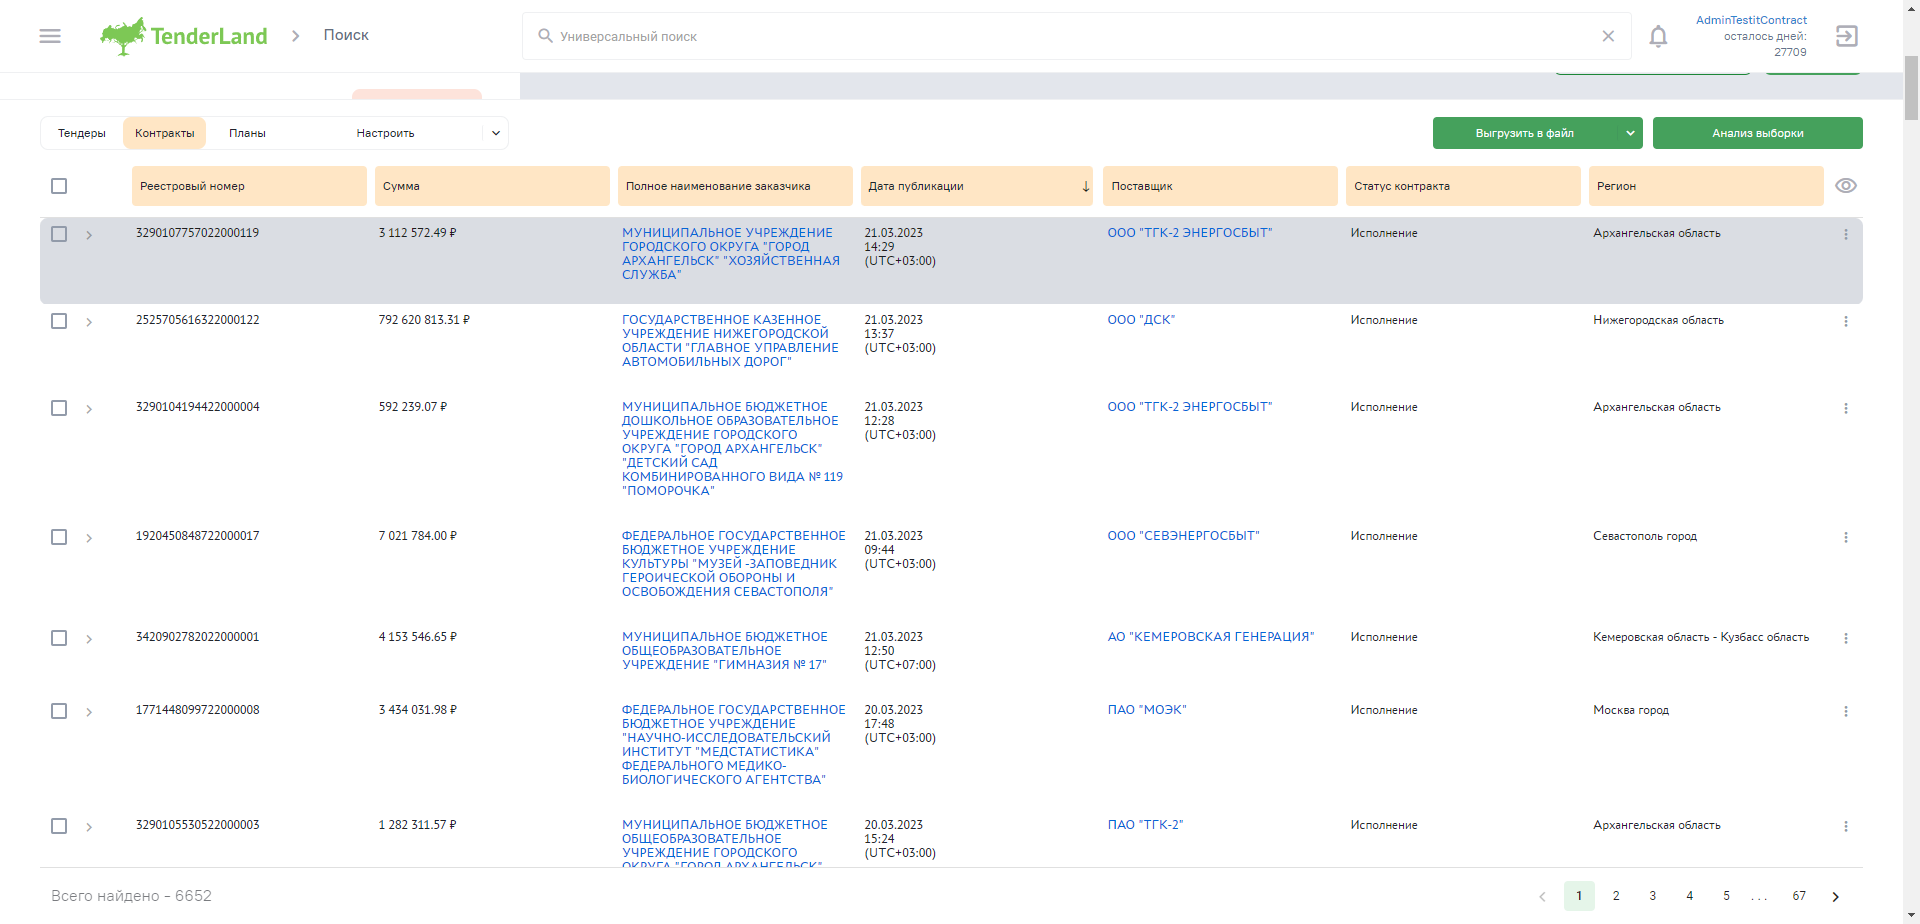 TenderLand
Поиск
Универсальный поиск
AdminTestitContract
осталось дней:
27709
Тендеры
Контракты
Планы
Настроить
Выгрузить в файл
Анализ выборки
Реестровый номер
Сумма
Полное наименование заказчика
Дата публикации
Поставщик
Статус контракта
Регион
3290107757022000119
3 112 572.49 ₽
МУНИЦИПАЛЬНОЕ УЧРЕЖДЕНИЕ
ГОРОДСКОГО ОКРУГА "ГОРОД
АРХАНГЕЛЬСК" "ХОЗЯЙСТВЕННАЯ
СЛУЖБА"
21.03.2023
14:29
(UTC+03:00)
ООО "ТГК-2 ЭНЕРГОСБЫТ"
Исполнение
Архангельская область
2525705616322000122
792 620 813.31 ₽
ГОСУДАРСТВЕННОЕ КАЗЕННОЕ
УЧРЕЖДЕНИЕ НИЖЕГОРОДСКОЙ
ОБЛАСТИ "ГЛАВНОЕ УПРАВЛЕНИЕ
АВТОМОБИЛЬНЫХ ДОРОГ"
21.03.2023
13:37
(UTC+03:00)
ООО "ДСК"
Исполнение
Нижегородская область
3290104194422000004
592 239.07 ₽
МУНИЦИПАЛЬНОЕ БЮДЖЕТНОЕ
ДОШКОЛЬНОЕ ОБРАЗОВАТЕЛЬНОЕ
УЧРЕЖДЕНИЕ ГОРОДСКОГО
ОКРУГА "ГОРОД АРХАНГЕЛЬСК"
"ДЕТСКИЙ САД
КОМБИНИРОВАННОГО ВИДА № 119
"ПОМОРОЧКА"
21.03.2023
12:28
(UTC+03:00)
ООО "ТГК-2 ЭНЕРГОСБЫТ"
Исполнение
Архангельская область
1920450848722000017
7 021 784.00 ₽
ФЕДЕРАЛЬНОЕ ГОСУДАРСТВЕННОЕ
БЮДЖЕТНОЕ УЧРЕЖДЕНИЕ
КУЛЬТУРЫ "МУЗЕЙ -ЗАПОВЕДНИК
ГЕРОИЧЕСКОЙ ОБОРОНЫ И
ОСВОБОЖДЕНИЯ СЕВАСТОПОЛЯ"
21.03.2023
09:44
(UTC+03:00)
ООО "СЕВЭНЕРГОСБЫТ"
Исполнение
Севастополь город
3420902782022000001
4 153 546.65 ₽
МУНИЦИПАЛЬНОЕ БЮДЖЕТНОЕ
ОБЩЕОБРАЗОВАТЕЛЬНОЕ
УЧРЕЖДЕНИЕ "ГИМНАЗИЯ № 17"
21.03.2023
12:50
(UTC+07:00)
АО "КЕМЕРОВСКАЯ ГЕНЕРАЦИЯ"
Исполнение
Кемеровская область - Кузбасс область
1771448099722000008
3 434 031.98 ₽
ФЕДЕРАЛЬНОЕ ГОСУДАРСТВЕННОЕ
БЮДЖЕТНОЕ УЧРЕЖДЕНИЕ
"НАУЧНО-ИССЛЕДОВАТЕЛЬСКИЙ
ИНСТИТУТ "МЕДСТАТИСТИКА"
ФЕДЕРАЛЬНОГО МЕДИКО-
БИОЛОГИЧЕСКОГО АГЕНТСТВА"
20.03.2023
17:48
(UTC+03:00)
ПАО "МОЭК"
Исполнение
Москва город
3290105530522000003
1 282 311.57 ₽
МУНИЦИПАЛЬНОЕ БЮДЖЕТНОЕ
ОБЩЕОБРАЗОВАТЕЛЬНОЕ
УЧРЕЖДЕНИЕ ГОРОДСКОГО
ОКРУГА "ГОРОД АРХАНГЕЛЬСК"
20.03.2023
15:24
(UTC+03:00)
ПАО "ТГК-2"
Исполнение
Архангельская область
Всего найдено - 6652
1 2 3 4 5 ... 67